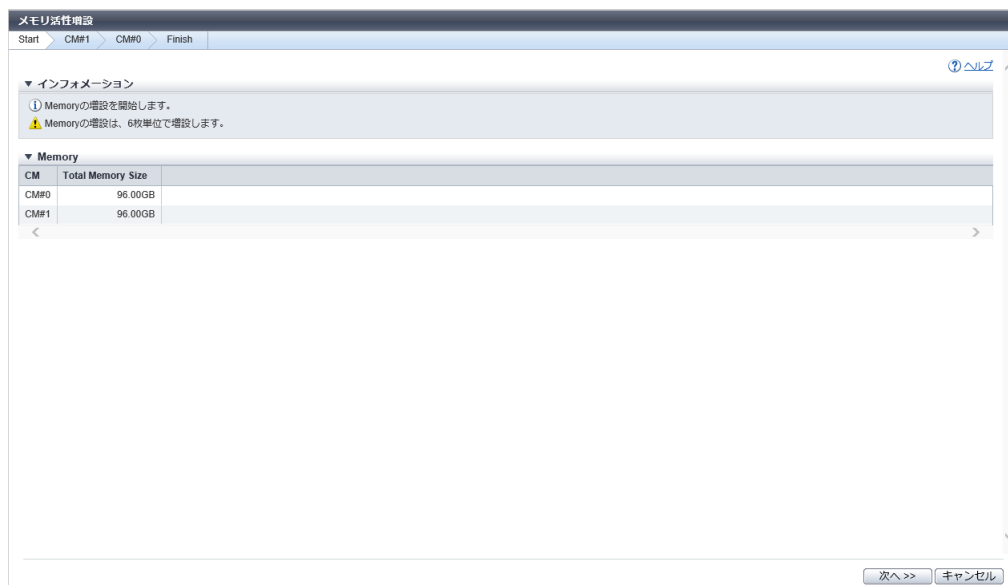 メモリ活性増設
Start CM#1 CM#0 Finish
? ヘルプ
▼ インフォメーション
Memoryの増設を開始します。
Memoryの増設は、6枚単位で増設します。
▼ Memory
CM Total Memory Size
CM#0 96.00GB
CM#1 96.00GB
次へ >> キャンセル